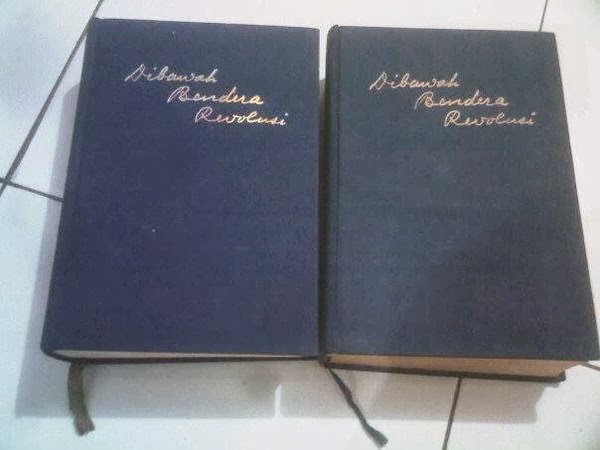 Dibawah
Bendera
Revolusi
Dibawah
Bendera
Revolusi